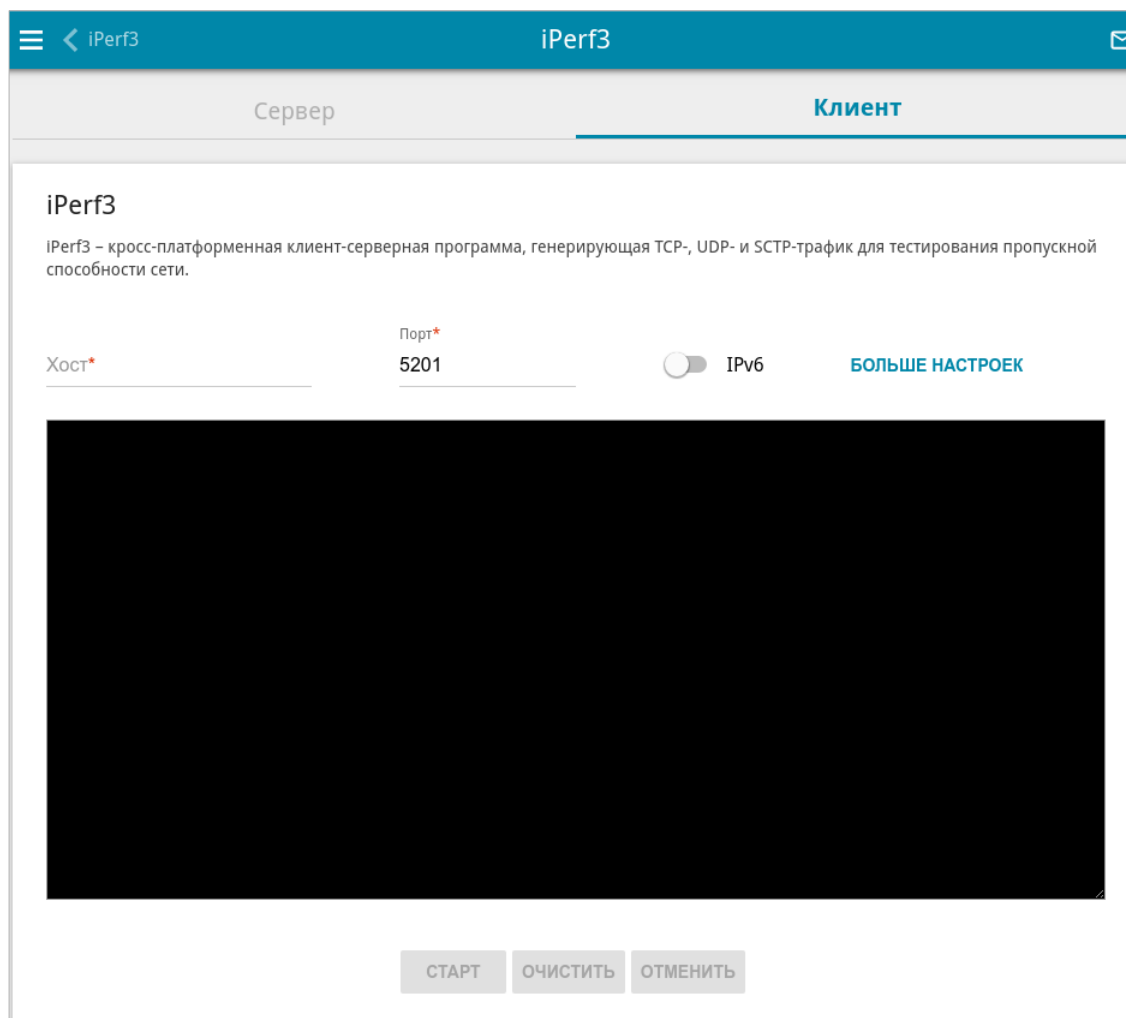 iPerf3
iPerf3
Сервер
Клиент
iPerf3
iPerf3 – кросс-платформенная клиент-серверная программа, генерирующая TCP-, UDP- и SCTP-трафик для тестирования пропускной
способности сети.
Порт*
Хост*
5201
IPv6
БОЛЬШЕ НАСТРОЕК
СТАРТ
ОЧИСТИТЬ
ОТМЕНИТЬ